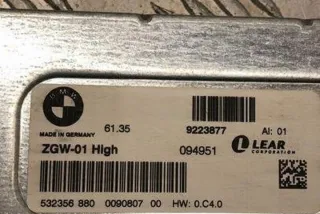 BMW
61.35
9223877
AI: 01
MADE IN GERMANY
ZGW-01 High
094951
LEAR
CORPORATION
532356 880 0090807 00 HW: 0.C4.0